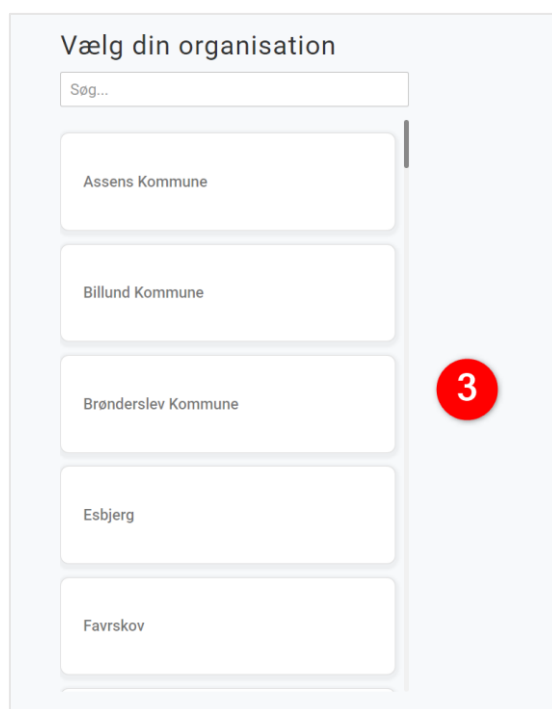 Vælg din organisation
Søg...
Assens Kommune
Billund Kommune
Brønderslev Kommune
3
Esbjerg
Favrskov